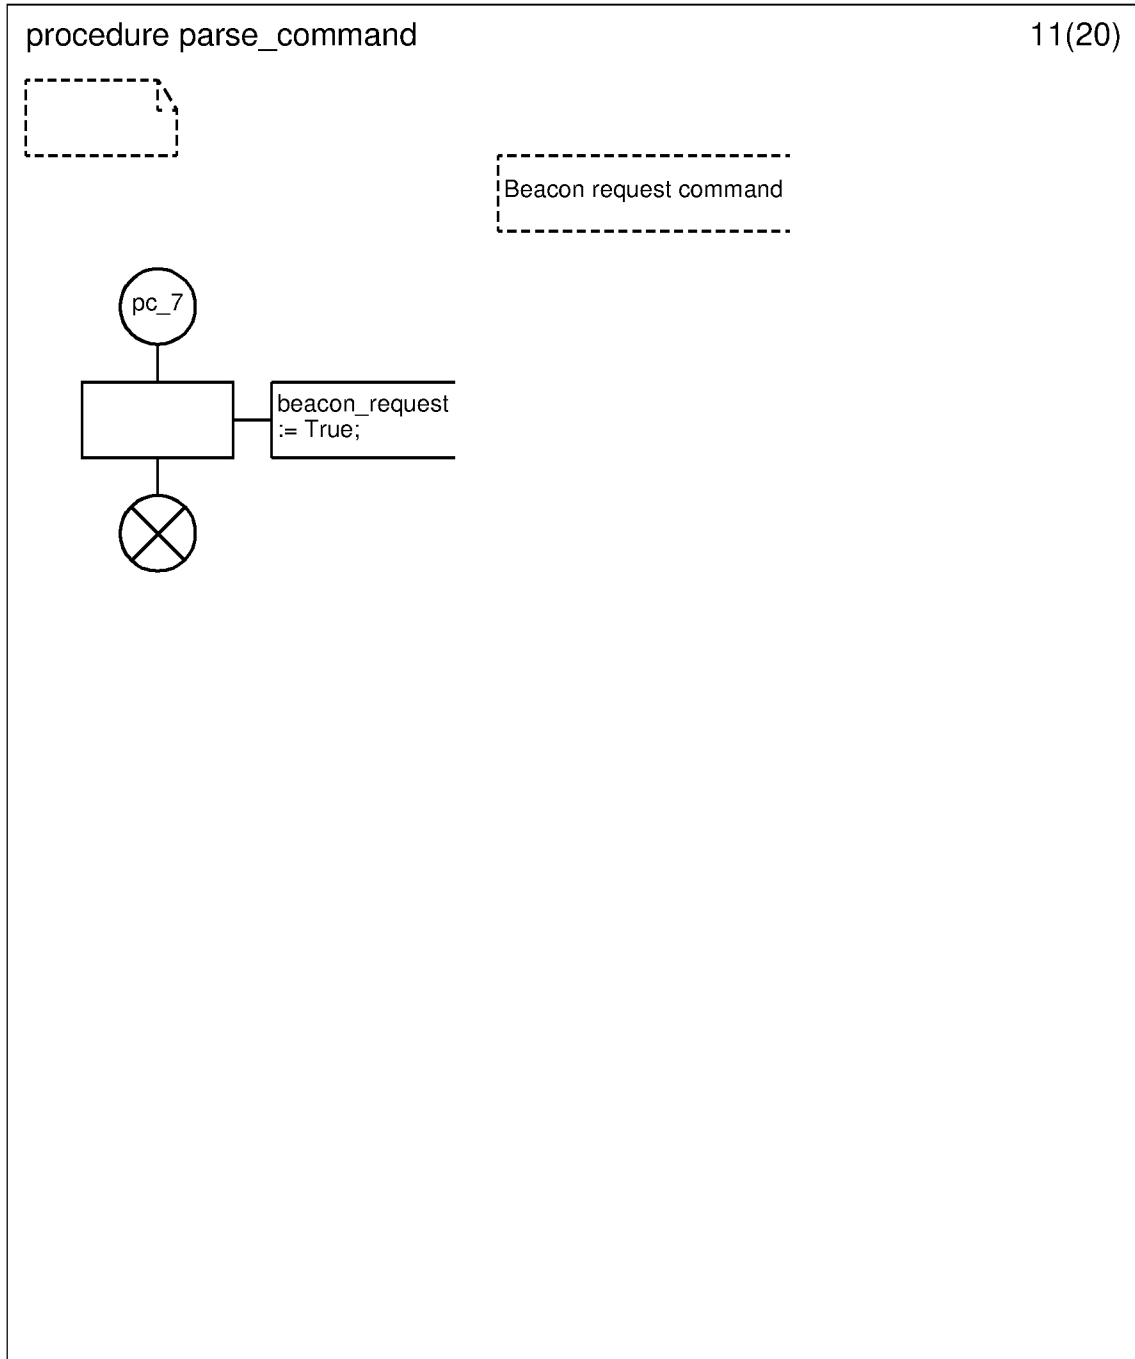 procedure parse_command
11(20)
Beacon request command
pc_7
beacon_request
:= True;